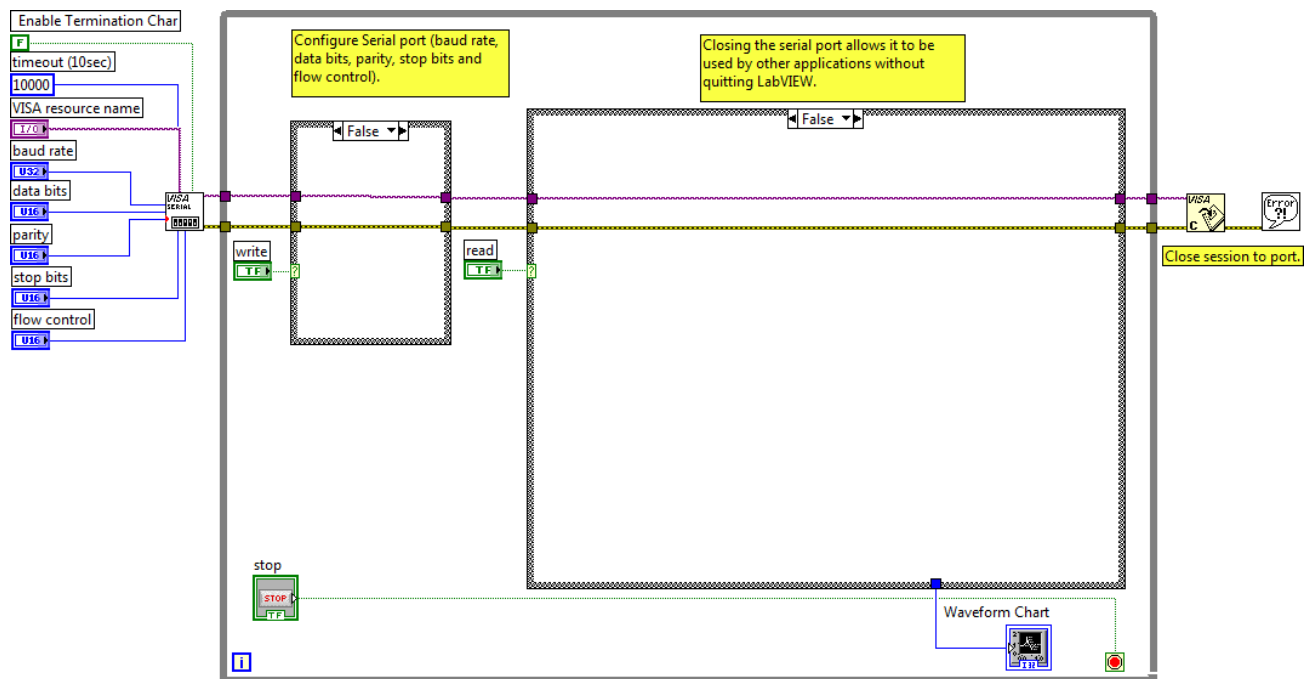 Enable Termination Char
F
timeout (10sec)
10000
VISA resource name
I/O
baud rate
U32
data bits
U16
parity
U16
stop bits
U16
flow control
U16
VISA
SERIAL
Configure Serial port (baud rate,
data bits, parity, stop bits and
flow control).
False
write
TF
?
Closing the serial port allows it to be
used by other applications without
quitting LabVIEW.
False
read
TF
?
VISA
C
Error
?!
Close session to port.
stop
STOP
TF
Waveform Chart
I32
i